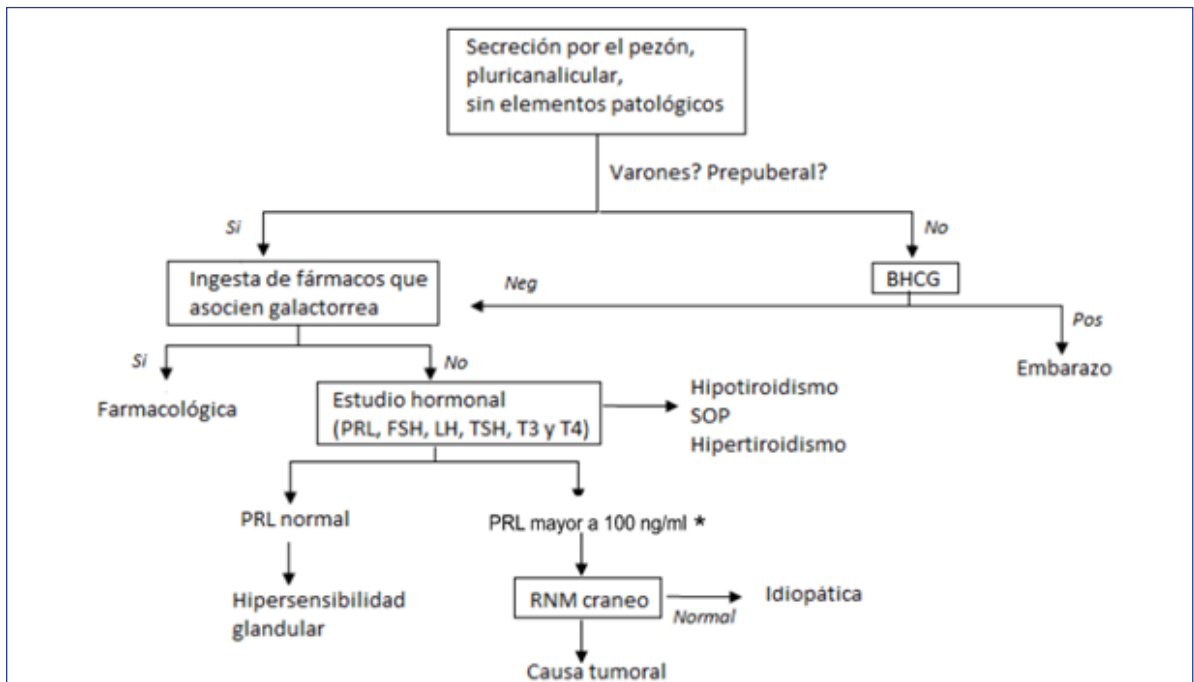 Secreción por el pezón,
pluricanalicular,
sin elementos patológicos
Varones? Prepuberal?
Si
No
Ingesta de fármacos que
asocien galactorrea
Neg
BHCG
Pos
Embarazo
Si
No
Farmacológica
Estudio hormonal
(PRL, FSH, LH, TSH, T3 y T4)
Hipotiroidismo
SOP
Hipertiroidismo
PRL normal
PRL mayor a 100 ng/ml *
Hipersensibilidad
glandular
RNM craneo
Normal
Idiopática
Causa tumoral